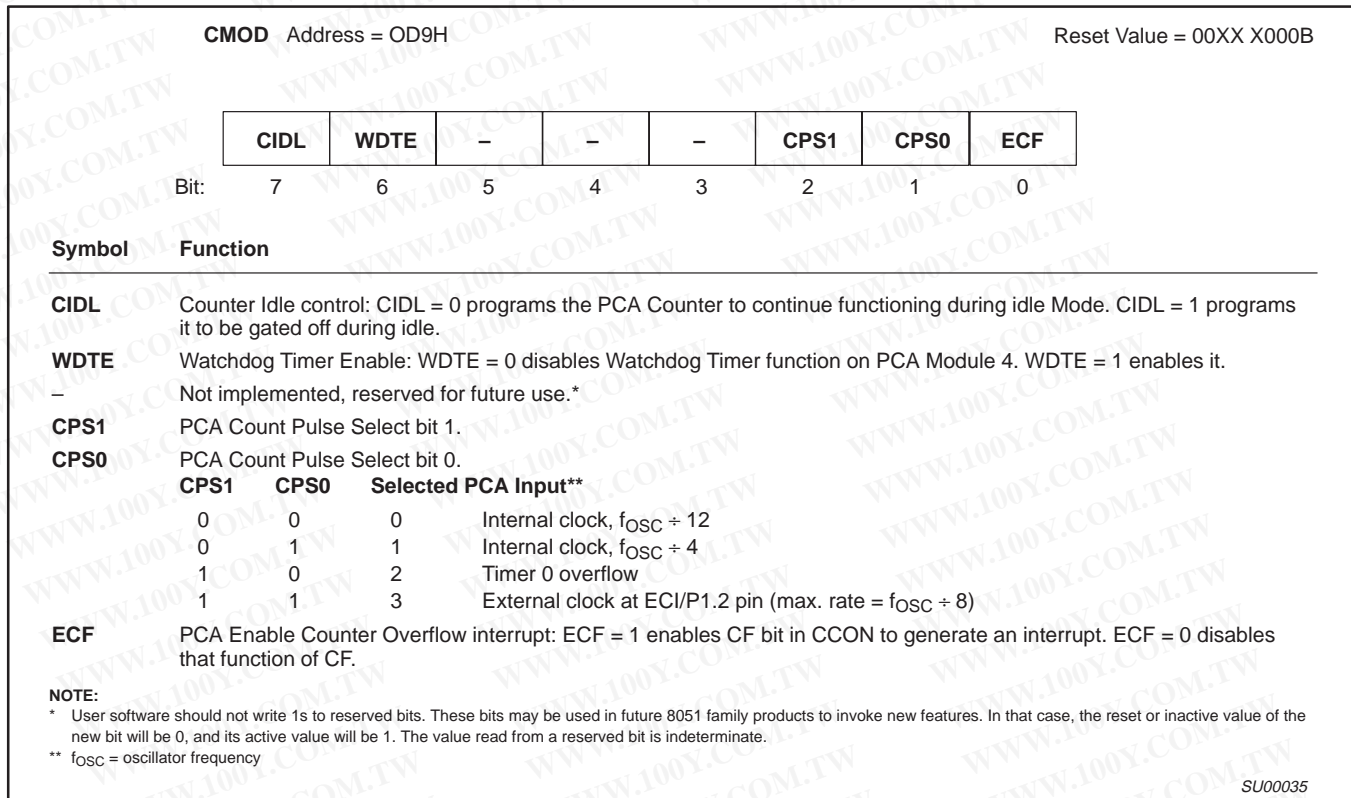 CMOD Address = OD9H Reset Value = 00XX X000B
CIDL WDTE – – – CPS1 CPS0 ECF
Bit: 7 6 5 4 3 2 1 0
Symbol Function
CIDL Counter Idle control: CIDL = 0 programs the PCA Counter to continue functioning during idle Mode. CIDL = 1 programs
it to be gated off during idle.
WDTE Watchdog Timer Enable: WDTE = 0 disables Watchdog Timer function on PCA Module 4. WDTE = 1 enables it.
– Not implemented, reserved for future use.*
CPS1 PCA Count Pulse Select bit 1.
CPS0 PCA Count Pulse Select bit 0.
CPS1 CPS0 Selected PCA Input**
0 0 0 Internal clock, fOSC ÷ 12
0 1 1 Internal clock, fOSC ÷ 4
1 0 2 Timer 0 overflow
1 1 3 External clock at ECI/P1.2 pin (max. rate = fOSC ÷ 8)
ECF PCA Enable Counter Overflow interrupt: ECF = 1 enables CF bit in CCON to generate an interrupt. ECF = 0 disables
that function of CF.
NOTE:
* User software should not write 1s to reserved bits. These bits may be used in future 8051 family products to invoke new features. In that case, the reset or inactive value of the
new bit will be 0, and its active value will be 1. The value read from a reserved bit is indeterminate.
** fOSC = oscillator frequency
SU00035
WWW.100Y.COM.TW